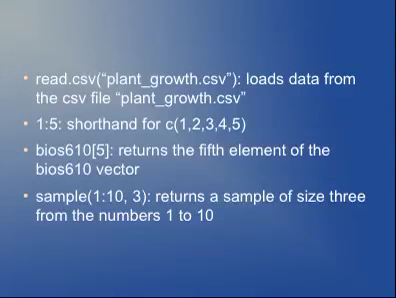 • read.csv(“plant_growth.csv”): loads data from
the csv file “plant_growth.csv”
• 1:5: shorthand for c(1,2,3,4,5)
• bios610[5]: returns the fifth element of the
bios610 vector
• sample(1:10, 3): returns a sample of size three
from the numbers 1 to 10